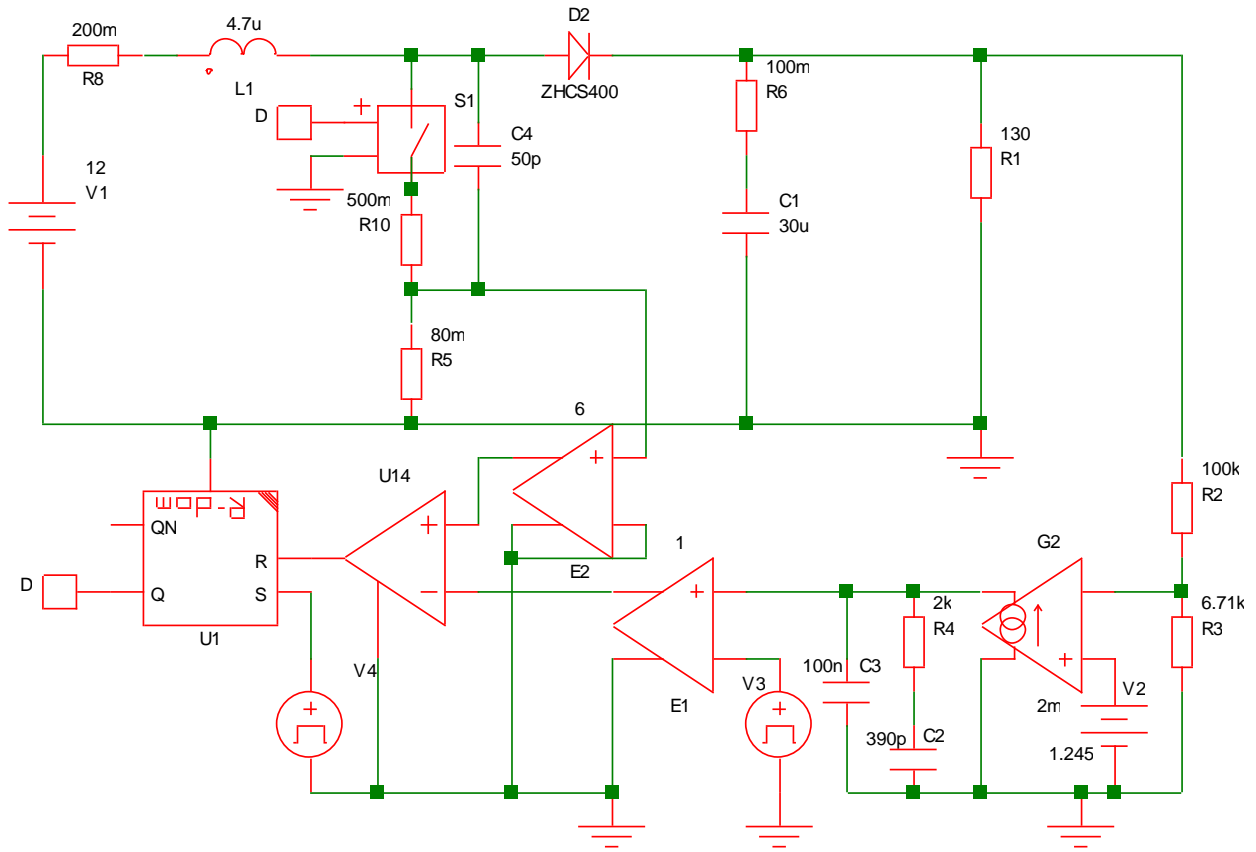 200m
R8
4.7u
L1
D2
ZHCS400
100m
R6
130
R1
D
S1
C4
50p
12
V1
500m
R10
C1
30u
80m
R5
6
U14
E2
100k
R2
QN
R
Q
S
D
U1
1
E1
G2
2k
R4
6.71k
R3
V4
V3
100n
C3
390p
C2
2m
V2
1.245